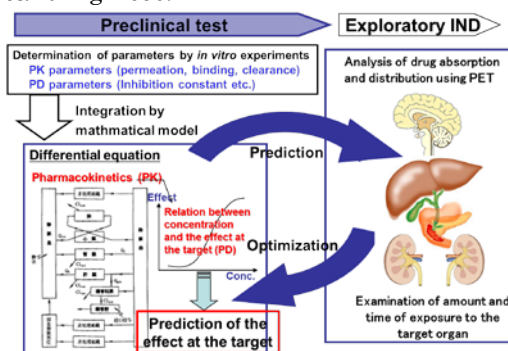 Preclinical test
Exploratory IND
Determination of parameters by in vitro experiments
PK parameters (permeation, binding, clearance)
PD parameters (Inhibition constant etc.)
Integration by
mathmatical model
Differential equation
Pharmacokinetics (PK)
Effect
Relation between
concentration
and the effect at
the target (PD)
Conc.
Prediction of the
effect at the target
Prediction
Optimization
Analysis of drug absorption
and distribution using PET
Examination of amount and
time of exposure to the
target organ